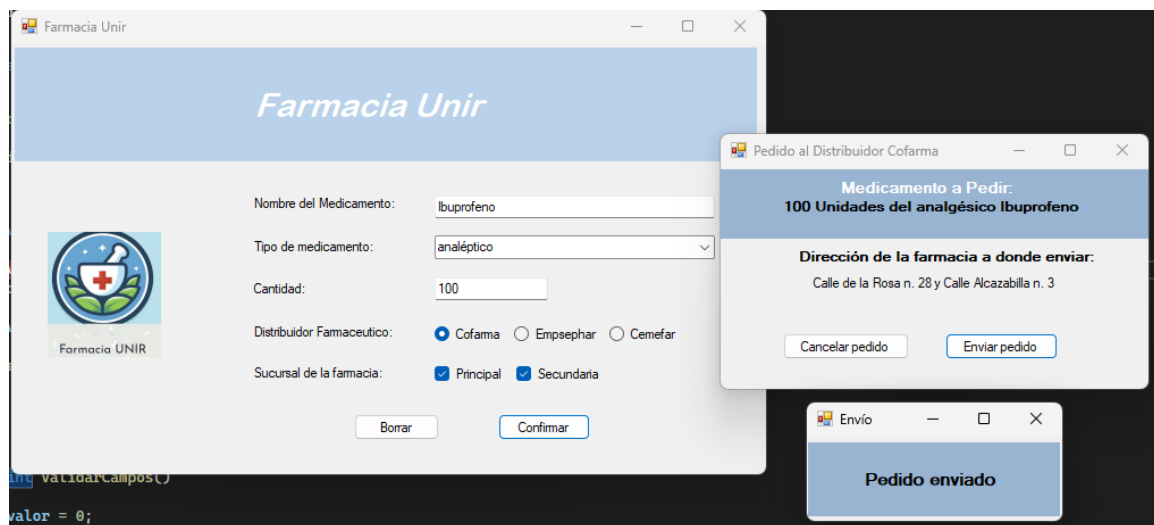 Farmacia Unir
Farmacia Unir
Nombre del Medicamento: Ibuprofeno
Tipo de medicamento: analéptico
Cantidad: 100
Distribuidor Farmaceutico: Cofarma Empsephar Cemefar
Sucursal de la farmacia: Principal Secundaria
Farmacia UNIR
Borrar Confirmar
Pedido al Distribuidor Cofarma
Medicamento a Pedir:
100 Unidades del analgésico Ibuprofeno
Dirección de la farmacia a donde enviar:
Calle de la Rosa n. 28 y Calle Alcazabilla n. 3
Cancelar pedido Enviar pedido
Envío
Pedido enviado
int ValidarCampos()
valor = 0;